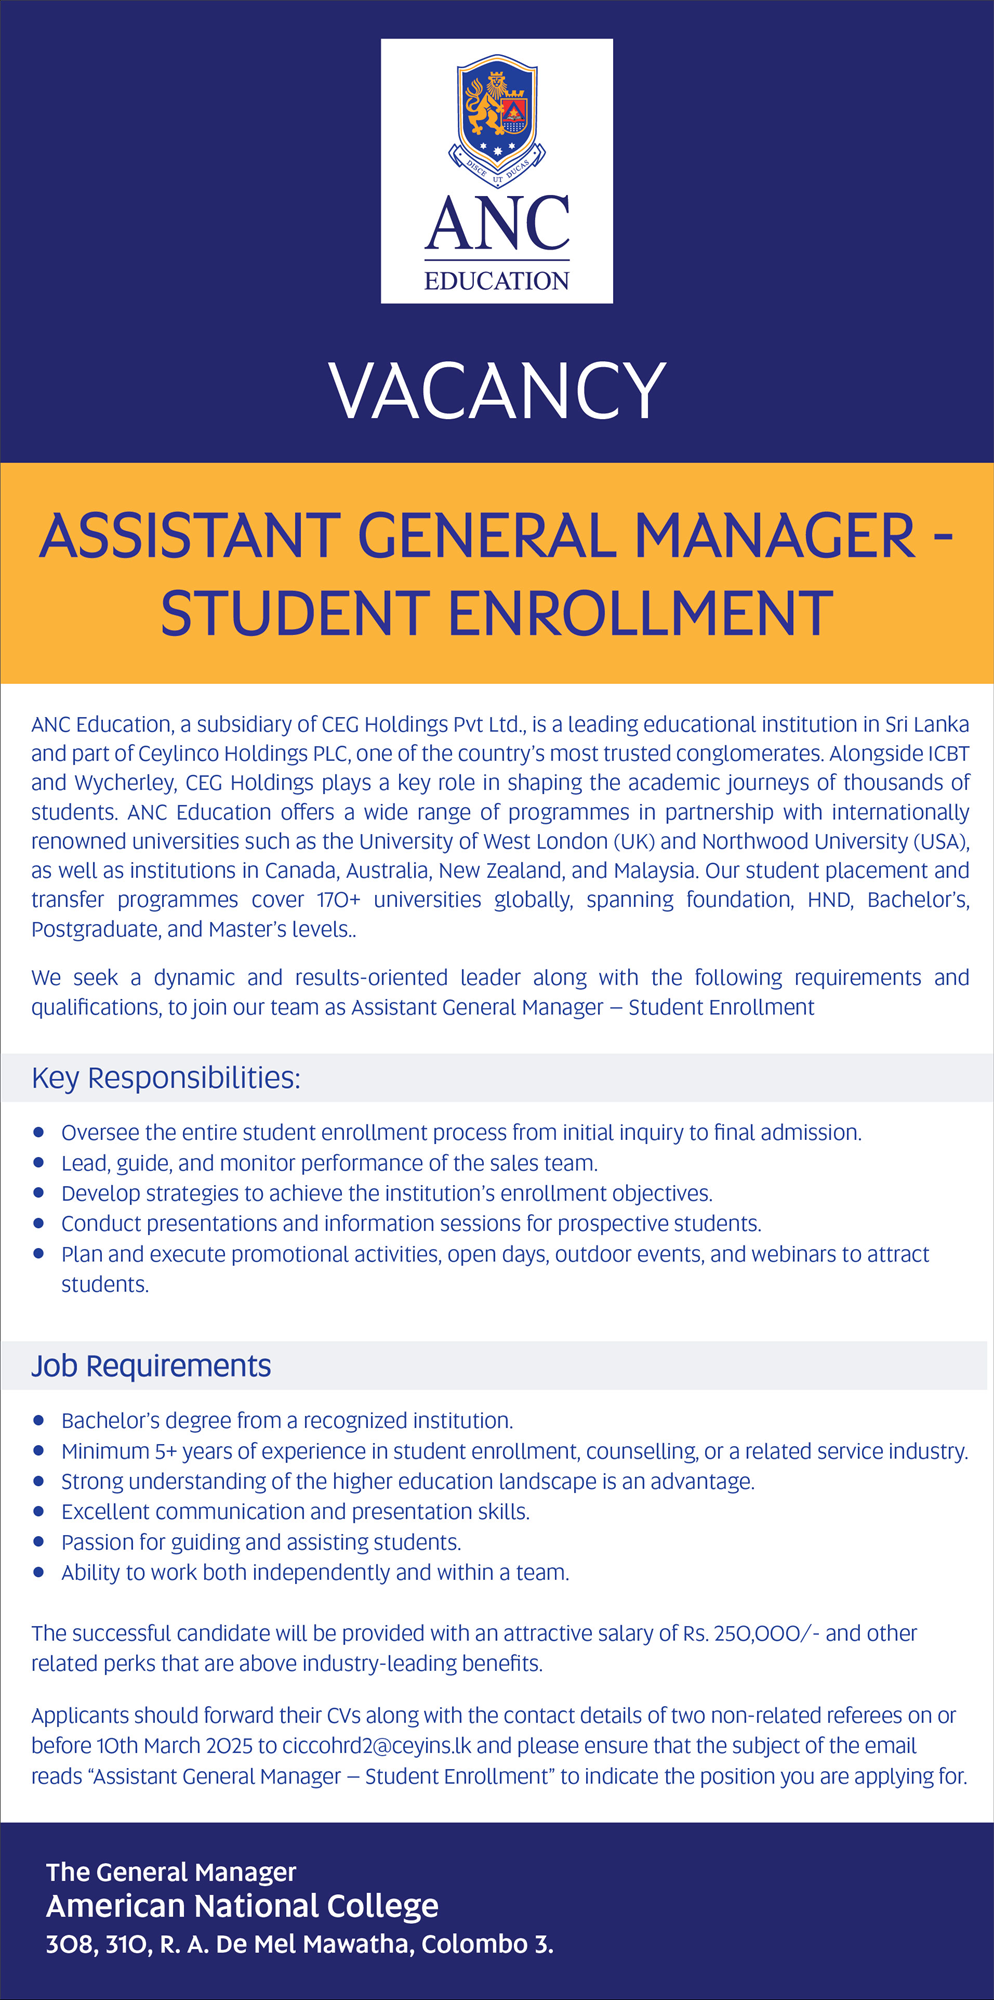 DISCE UT DUCAS
ANC
EDUCATION
VACANCY
ASSISTANT GENERAL MANAGER -
STUDENT ENROLLMENT
ANC Education, a subsidiary of CEG Holdings Pvt Ltd., is a leading educational institution in Sri Lanka
and part of Ceylinco Holdings PLC, one of the country's most trusted conglomerates. Alongside ICBT
and Wycherley, CEG Holdings plays a key role in shaping the academic journeys of thousands of
students. ANC Education offers a wide range of programmes in partnership with internationally
renowned universities such as the University of West London (UK) and Northwood University (USA),
as well as institutions in Canada, Australia, New Zealand, and Malaysia. Our student placement and
transfer programmes cover 170+ universities globally, spanning foundation, HND, Bachelor's,
Postgraduate, and Master's levels..
We seek a dynamic and results-oriented leader along with the following requirements and
qualifications, to join our team as Assistant General Manager – Student Enrollment
Key Responsibilities:
● Oversee the entire student enrollment process from initial inquiry to final admission.
● Lead, guide, and monitor performance of the sales team.
● Develop strategies to achieve the institution's enrollment objectives.
● Conduct presentations and information sessions for prospective students.
● Plan and execute promotional activities, open days, outdoor events, and webinars to attract
students.
Job Requirements
● Bachelor's degree from a recognized institution.
● Minimum 5+ years of experience in student enrollment, counselling, or a related service industry.
● Strong understanding of the higher education landscape is an advantage.
● Excellent communication and presentation skills.
● Passion for guiding and assisting students.
● Ability to work both independently and within a team.
The successful candidate will be provided with an attractive salary of Rs. 250,000/- and other
related perks that are above industry-leading benefits.
Applicants should forward their CVs along with the contact details of two non-related referees on or
before 10th March 2025 to ciccohrd2@ceyins.lk and please ensure that the subject of the email
reads “Assistant General Manager – Student Enrollment” to indicate the position you are applying for.
The General Manager
American National College
308, 310, R. A. De Mel Mawatha, Colombo 3.